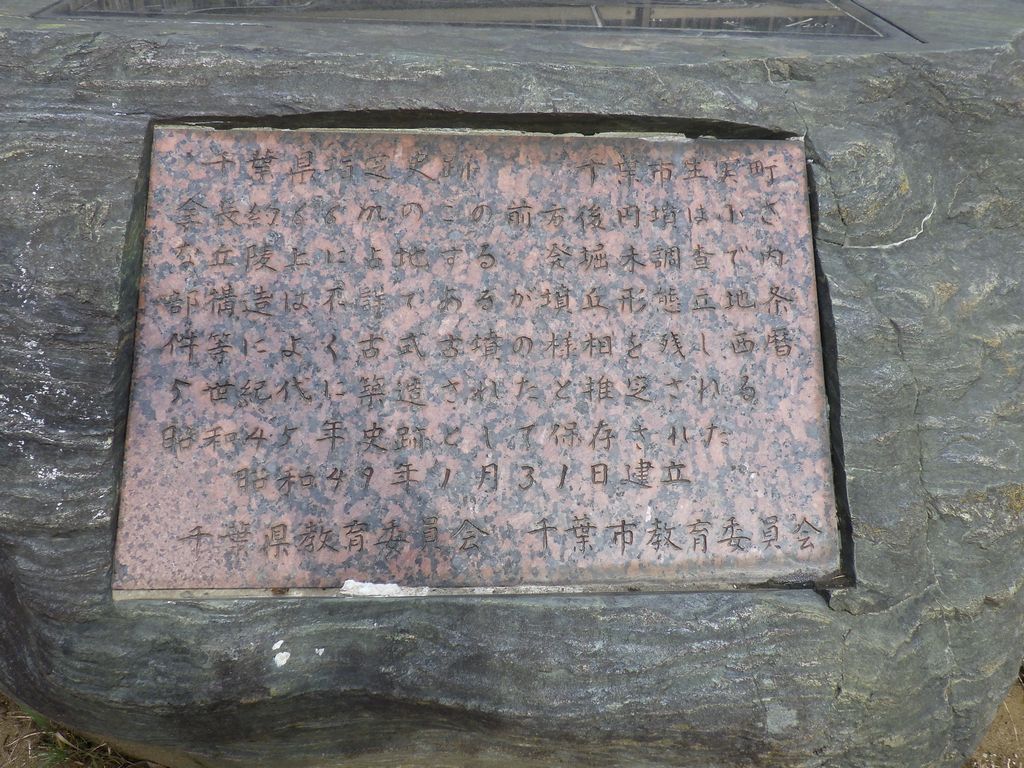 千葉県指定史跡　千葉市生実町
全長約66mのこの前方後円墳は小さ
な丘陵上に占地する　発掘未調査で内
部構造は不詳であるが墳丘形態立地条
件等によく古式古墳の様相を残し西暦
5世紀代に築造されたと推定される
昭和45年史跡として保存された
昭和49年1月31日建立
千葉県教育委員会　千葉市教育委員会